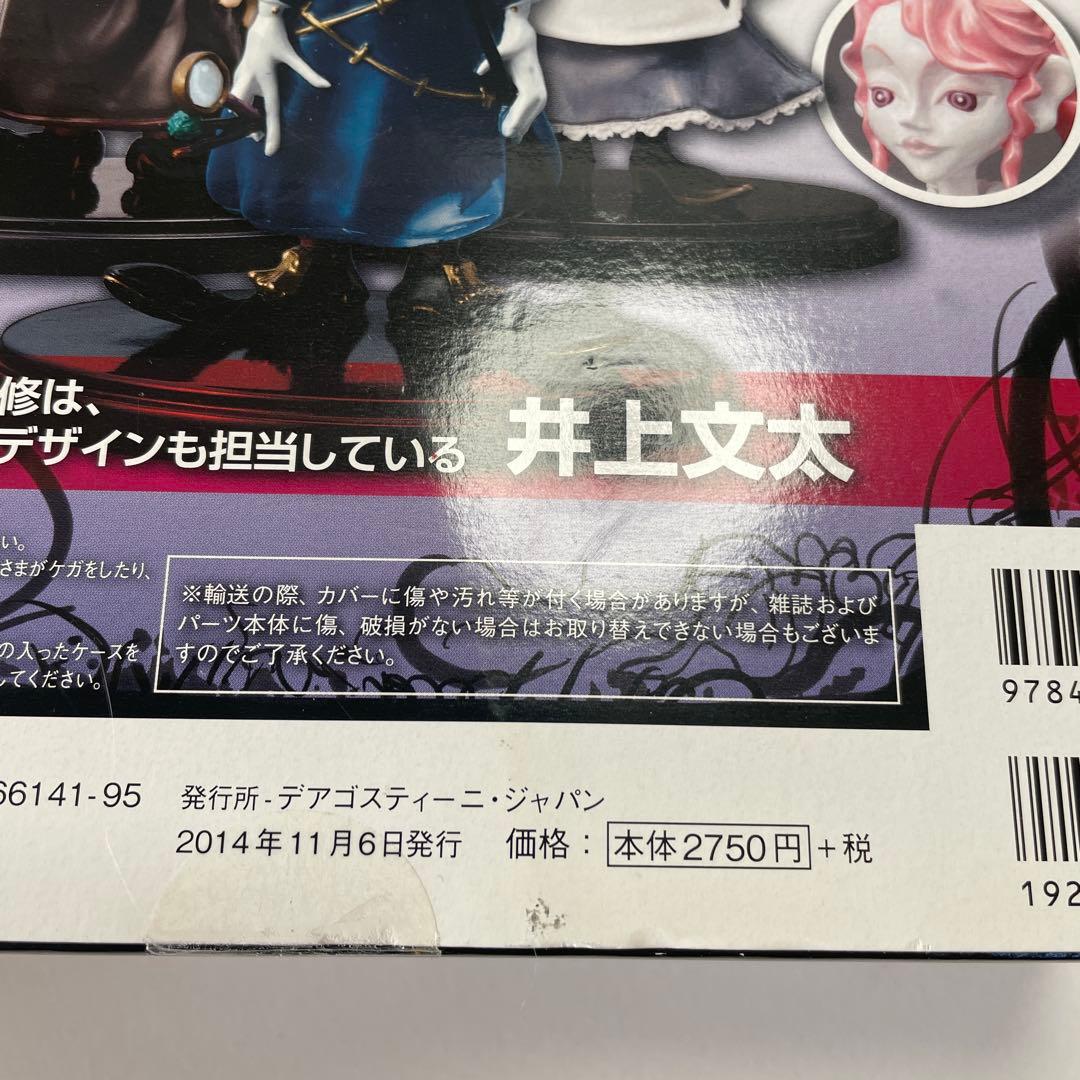 修は、
デザインも担当している 井上文太
い。
さまがケガをしたり、
の入ったケースを
してください。
※輸送の際、カバーに傷や汚れ等が付く場合がありますが、雑誌および
パーツ本体に傷、破損がない場合はお取り替えできない場合もございま
すのでご了承ください。
9784
66141-95 発行所-デアゴスティーニ・ジャパン
2014年11月6日発行 価格：本体2750円+税
192